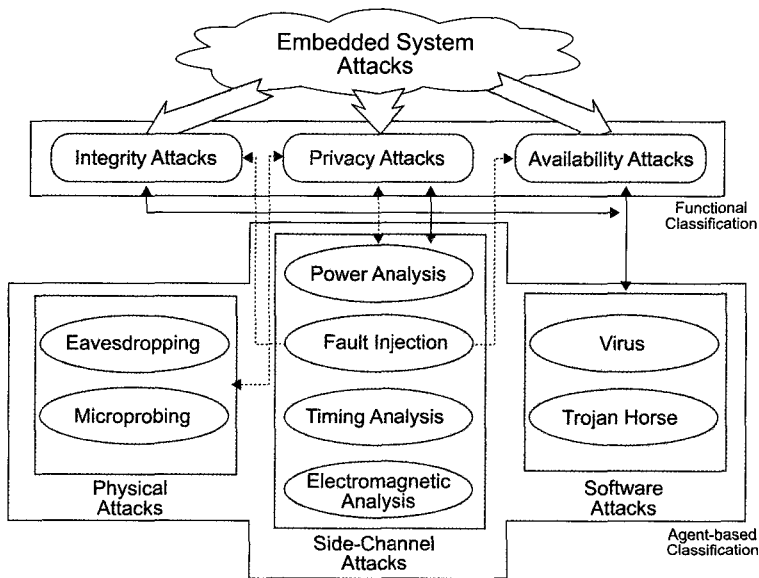 Embedded System
Attacks
Integrity Attacks
Privacy Attacks
Availability Attacks
Functional
Classification
Power Analysis
Eavesdropping
Fault Injection
Virus
Microprobing
Timing Analysis
Trojan Horse
Physical
Attacks
Electromagnetic
Analysis
Software
Attacks
Side-Channel
Attacks
Agent-based
Classification